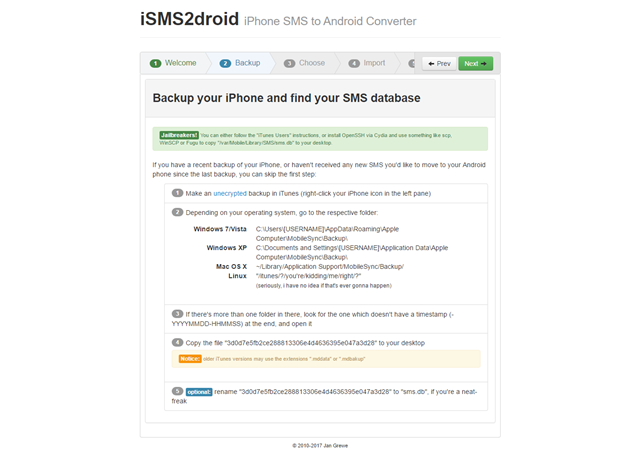 iSMS2droid iPhone SMS to Android Converter
1 Welcome 2 Backup 3 Choose 4 Import 5 Prev Next
Backup your iPhone and find your SMS database
Jailbreakers! You can either follow the "iTunes Users" instructions, or install OpenSSH via Cydia and use something like scp,
WinSCP or Fugu to copy "/var/Mobile/Library/SMS/sms.db" to your desktop.
If you have a recent backup of your iPhone, or haven't received any new SMS you'd like to move to your Android
phone since the last backup, you can skip the first step:
1 Make an unecrypted backup in iTunes (right-click your iPhone icon in the left pane)
2 Depending on your operating system, go to the respective folder:
Windows 7/Vista C:\Users\[USERNAME]\AppData\Roaming\Apple
Computer\MobileSync\Backup\
Windows XP C:\Documents and Settings\[USERNAME]\Application Data\Apple
Computer\MobileSync\Backup\
Mac OS X ~/Library/Application Support/MobileSync/Backup/
Linux "/itunes/?/you're/kidding/me/right/?"
(seriously, i have no idea if that's ever gonna happen)
3 If there's more than one folder in there, look for the one which doesn't have a timestamp (-
YYYYMMDD-HHMMSS) at the end, and open it
4 Copy the file "3d0d7e5fb2ce288813306e4d4636395e047a3d28" to your desktop
Notice: older iTunes versions may use the extensions ".mddata" or ".mdbakup"
5 optional: rename "3d0d7e5fb2ce288813306e4d4636395e047a3d28" to "sms.db", if you're a neat-
freak
© 2010-2017 Jan Grewe